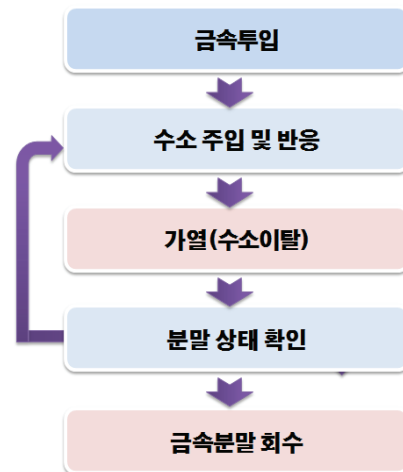 금속투입
수소 주입 및 반응
가열(수소이탈)
분말 상태 확인
금속분말 회수